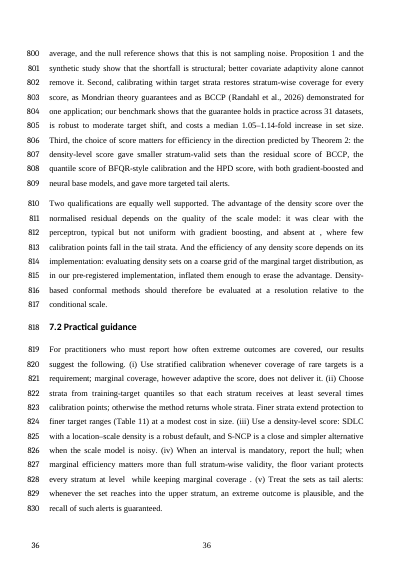 800 average, and the null reference shows that this is not sampling noise. Proposition 1 and the
801 synthetic study show that the shortfall is structural; better covariate adaptivity alone cannot
802 remove it. Second, calibrating within target strata restores stratum-wise coverage for every
803 score, as Mondrian theory guarantees and as BCCP (Randahl et al., 2026) demonstrated for
804 one application; our benchmark shows that the guarantee holds in practice across 31 datasets,
805 is robust to moderate target shift, and costs a median 1.05–1.14-fold increase in set size.
806 Third, the choice of score matters for efficiency in the direction predicted by Theorem 2: the
807 density-level score gave smaller stratum-valid sets than the residual score of BCCP, the
808 quantile score of BFQR-style calibration and the HPD score, with both gradient-boosted and
809 neural base models, and gave more targeted tail alerts.
810 Two qualifications are equally well supported. The advantage of the density score over the
811 normalised residual depends on the quality of the scale model: it was clear with the
812 perceptron, typical but not uniform with gradient boosting, and absent at , where few
813 calibration points fall in the tail strata. And the efficiency of any density score depends on its
814 implementation: evaluating density sets on a coarse grid of the marginal target distribution, as
815 in our pre-registered implementation, inflated them enough to erase the advantage. Density-
816 based conformal methods should therefore be evaluated at a resolution relative to the
817 conditional scale.
818 7.2 Practical guidance
819 For practitioners who must report how often extreme outcomes are covered, our results
820 suggest the following. (i) Use stratified calibration whenever coverage of rare targets is a
821 requirement; marginal coverage, however adaptive the score, does not deliver it. (ii) Choose
822 strata from training-target quantiles so that each stratum receives at least several times
823 calibration points; otherwise the method returns whole strata. Finer strata extend protection to
824 finer target ranges (Table 11) at a modest cost in size. (iii) Use a density-level score: SDLC
825 with a location–scale density is a robust default, and S-NCP is a close and simpler alternative
826 when the scale model is noisy. (iv) When an interval is mandatory, report the hull; when
827 marginal efficiency matters more than full stratum-wise validity, the floor variant protects
828 every stratum at level while keeping marginal coverage . (v) Treat the sets as tail alerts:
829 whenever the set reaches into the upper stratum, an extreme outcome is plausible, and the
830 recall of such alerts is guaranteed.
36 36